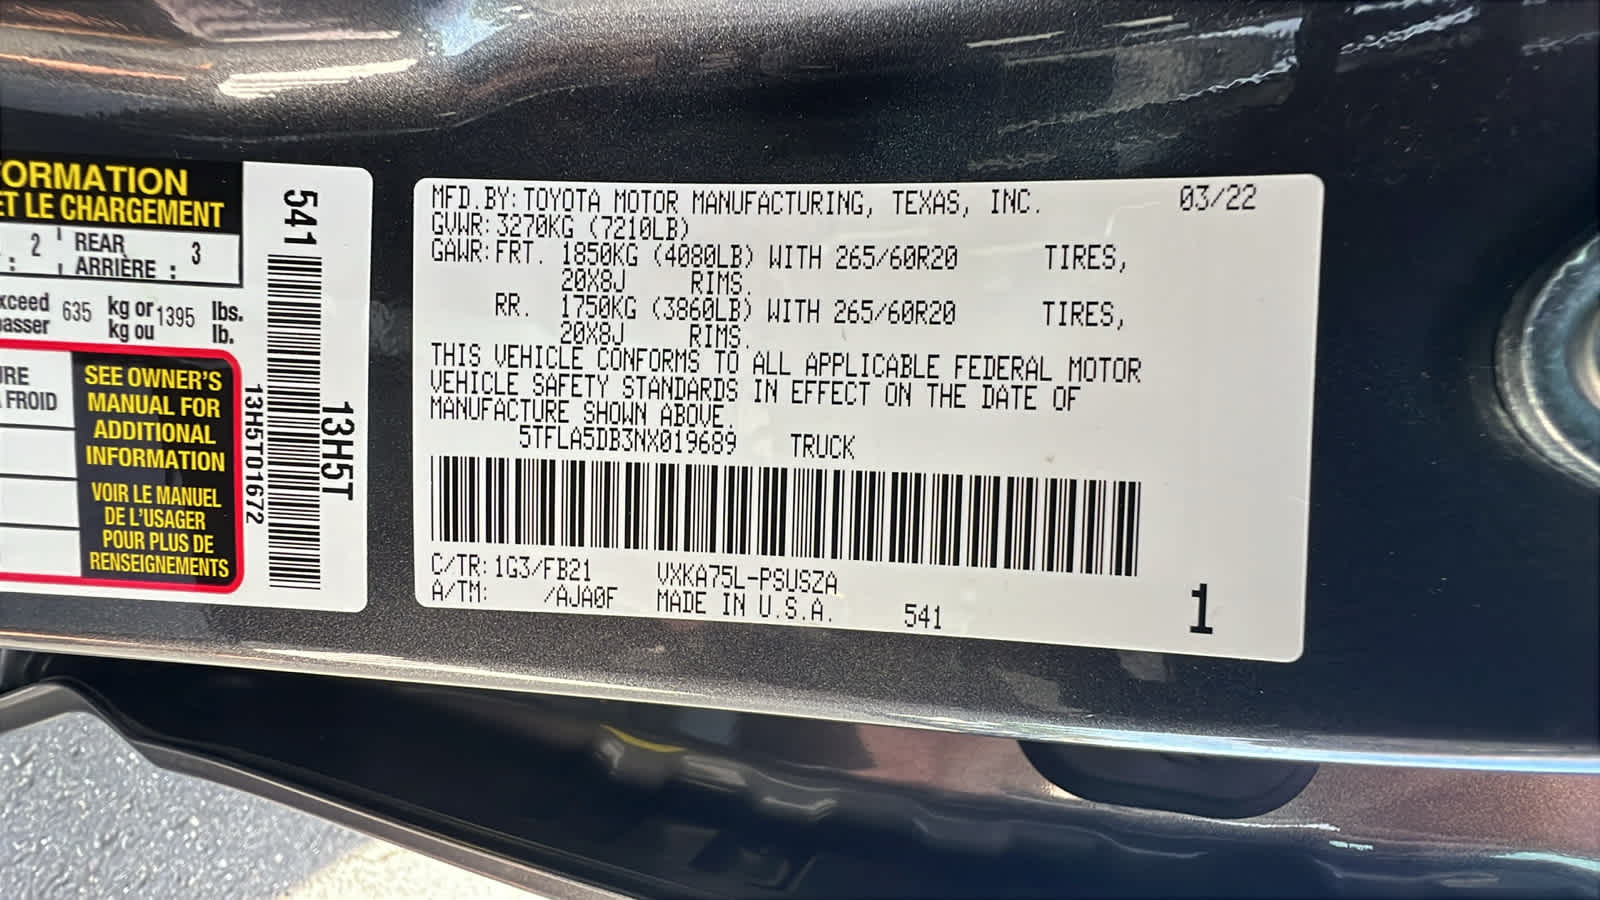 FORMATION
ET LE CHARGEMENT
: 2 REAR
ARRIÈRE : 3
xceed 635 kg or 1395 lbs.
passer kg ou lb.
URE
FROID
SEE OWNER'S
MANUAL FOR
ADDITIONAL
INFORMATION
VOIR LE MANUEL
DE L'USAGER
POUR PLUS DE
RENSEIGNEMENTS
541
13H5T
13H5T01672
MFD.BY:TOYOTA MOTOR MANUFACTURING, TEXAS, INC. 03/22
GVWR:3270KG (7210LB)
GAWR:FRT. 1850KG (4080LB) WITH 265/60R20 TIRES,
20X8J RIMS.
RR. 1750KG (3860LB) WITH 265/60R20 TIRES,
20X8J RIMS.
THIS VEHICLE CONFORMS TO ALL APPLICABLE FEDERAL MOTOR
VEHICLE SAFETY STANDARDS IN EFFECT ON THE DATE OF
MANUFACTURE SHOWN ABOVE.
5TFLA5DB3NX019689 TRUCK
C/TR:1G3/FB21 VXKA75L-PSUSZA
A/TM: /AJA0F MADE IN U.S.A. 541
1